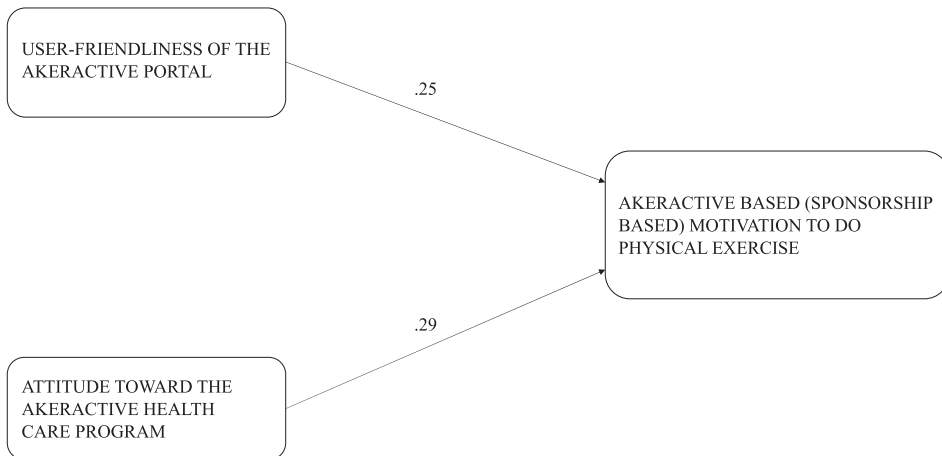 USER-FRIENDLINESS OF THE
AKERACTIVE PORTAL
.25
AKERACTIVE BASED (SPONSORSHIP
BASED) MOTIVATION TO DO
PHYSICAL EXERCISE
.29
ATTITUDE TOWARD THE
AKERACTIVE HEALTH
CARE PROGRAM